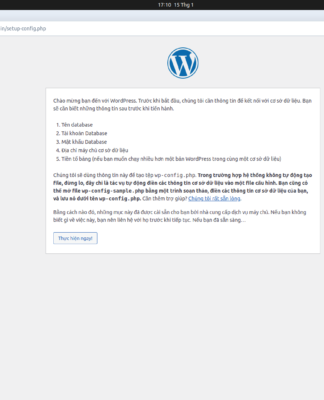 17:10 15 Thg 1
in/setup-config.php
Chào mừng bạn đến với WordPress. Trước khi bắt đầu, chúng tôi cần thông tin để kết nối với cơ sở dữ liệu. Bạn
sẽ cần biết những thông tin sau trước khi tiến hành.
1. Tên database
2. Tài khoản Database
3. Mật khẩu Database
4. Địa chỉ máy chủ cơ sở dữ liệu
5. Tiền tố bảng (nếu bạn muốn chạy nhiều hơn một bản WordPress trong cùng một cơ sở dữ liệu)
Chúng tôi sẽ dùng thông tin này để tạo tệp wp-config.php. Trong trường hợp hệ thống không tự động tạo
file, đừng lo, đây chỉ là tác vụ tự động điền các thông tin cơ sở dữ liệu vào một file cấu hình. Bạn cũng có
thể mở file wp-config-sample.php bằng một trình soạn thảo, điền các thông tin cơ sở dữ liệu của bạn,
và lưu nó dưới tên wp-config.php. Cần thêm trợ giúp? Chúng tôi rất sẵn lòng.
Bằng cách nào đó, những mục này đã được cài sẵn cho bạn bởi nhà cung cấp dịch vụ máy chủ. Nếu bạn không
biết gì về việc này, bạn nên liên hệ với họ trước khi tiếp tục. Nếu bạn đã sẵn sàng…
Thực hiện ngay!